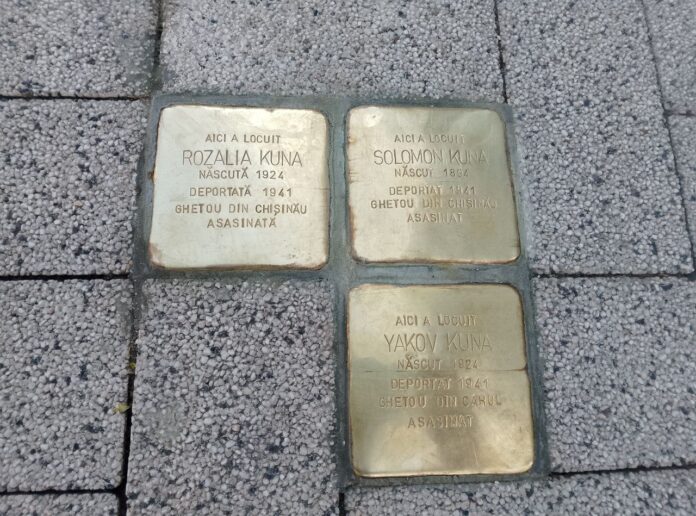 AICI A LOCUIT
ROZALIA KUNA
NĂSCUTĂ 1924
DEPORTATĂ 1941
GHETOU DIN CHIȘINĂU
ASASINATĂ
AICI A LOCUIT
SOLOMON KUNA
NĂSCUT 1894
DEPORTAT 1941
GHETOU DIN CHIȘINĂU
ASASINAT
AICI A LOCUIT
YAKOV KUNA
NĂSCUT 1924
DEPORTAT 1941
GHETOU DIN CAHUL
ASASINAT